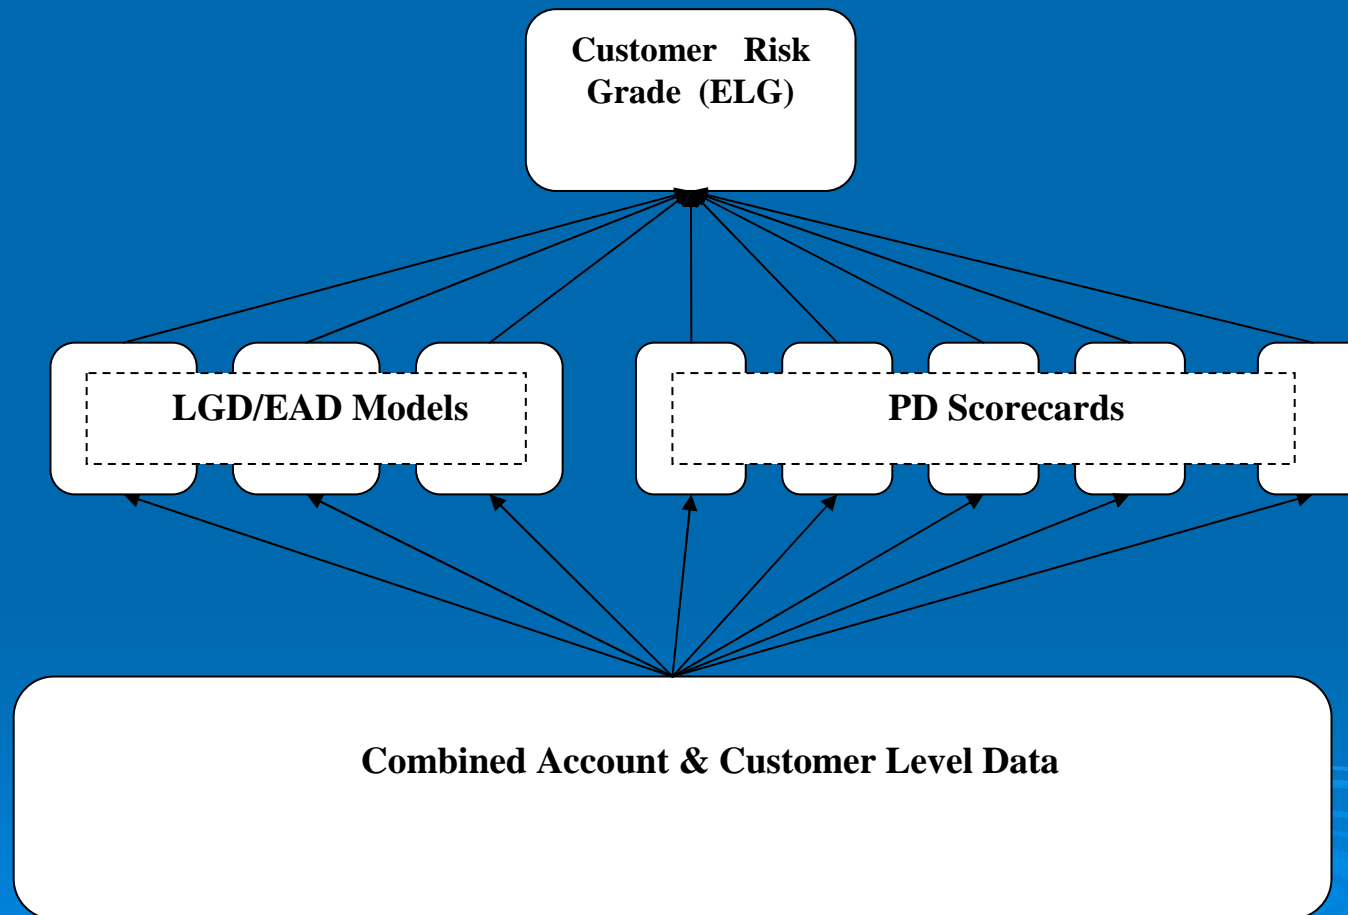 Customer Risk
Grade (ELG)
LGD/EAD Models
PD Scorecards
Combined Account & Customer Level Data